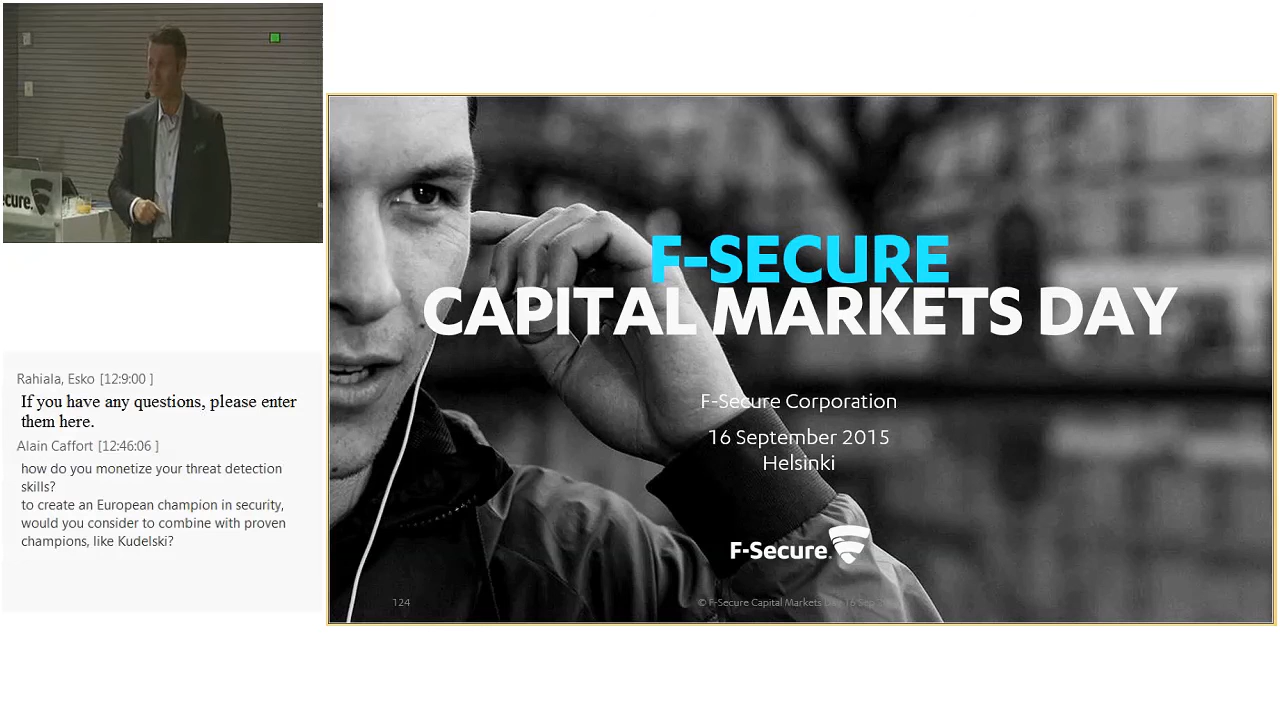 ecure.
Rahiala, Esko [12:9:00 ]
If you have any questions, please enter
them here.
Alain Caffort [12:46:06 ]
how do you monetize your threat detection
skills?
to create an European champion in security,
would you consider to combine with proven
champions, like Kudelski?
F-SECURE
CAPITAL MARKETS DAY
F-Secure Corporation
16 September 2015
Helsinki
F-Secure.
124
© F-Secure Capital Markets Day 16 Sep